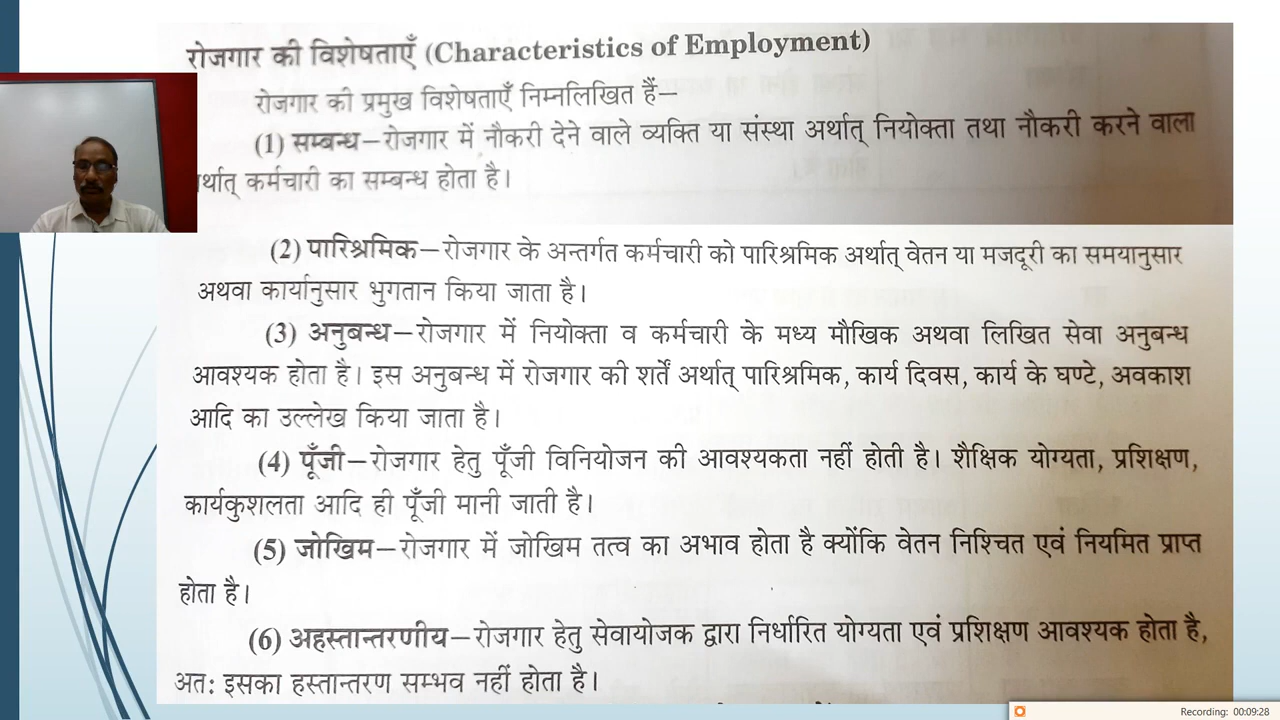 रोजगार की विशेषताएँ (Characteristics of Employment)
रोजगार की प्रमुख विशेषताएँ निम्नलिखित हैं—
(1) सम्बन्ध—रोजगार में नौकरी देने वाले व्यक्ति या संस्था अर्थात् नियोक्ता तथा नौकरी करने वाला
र्थात् कर्मचारी का सम्बन्ध होता है।
(2) पारिश्रमिक—रोजगार के अन्तर्गत कर्मचारी को पारिश्रमिक अर्थात् वेतन या मजदूरी का समयानुसार
अथवा कार्यानुसार भुगतान किया जाता है।
(3) अनुबन्ध—रोजगार में नियोक्ता व कर्मचारी के मध्य मौखिक अथवा लिखित सेवा अनुबन्ध
आवश्यक होता है। इस अनुबन्ध में रोजगार की शर्तें अर्थात् पारिश्रमिक, कार्य दिवस, कार्य के घण्टे, अवकाश
आदि का उल्लेख किया जाता है।
(4) पूँजी—रोजगार हेतु पूँजी विनियोजन की आवश्यकता नहीं होती है। शैक्षिक योग्यता, प्रशिक्षण,
कार्यकुशलता आदि ही पूँजी मानी जाती है।
(5) जोखिम—रोजगार में जोखिम तत्व का अभाव होता है क्योंकि वेतन निश्चित एवं नियमित प्राप्त
होता है।
(6) अहस्तान्तरणीय—रोजगार हेतु सेवायोजक द्वारा निर्धारित योग्यता एवं प्रशिक्षण आवश्यक होता है,
अतः इसका हस्तान्तरण सम्भव नहीं होता है।
Recording: 00:09:28